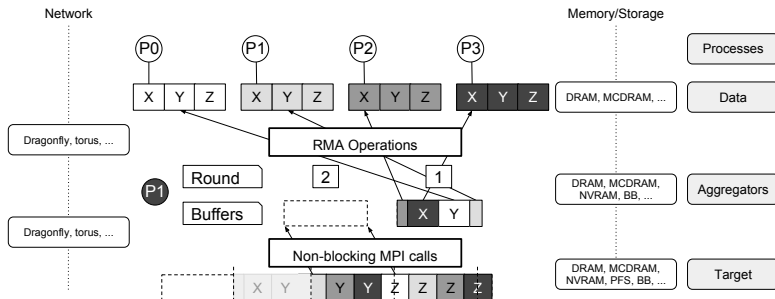 Network
Memory/Storage
P0 P1 P2 P3
Processes
X Y Z X Y Z X Y Z X Y Z
DRAM, MCDRAM, ...
Data
Dragonfly, torus, ...
RMA Operations
P1
Round
2
1
DRAM, MCDRAM,
NVRAM, BB, ...
Aggregators
Buffers
X Y
Dragonfly, torus, ...
Non-blocking MPI calls
DRAM, MCDRAM,
NVRAM, PFS, BB, ...
Target
X Y Y Y Z Z Z Z